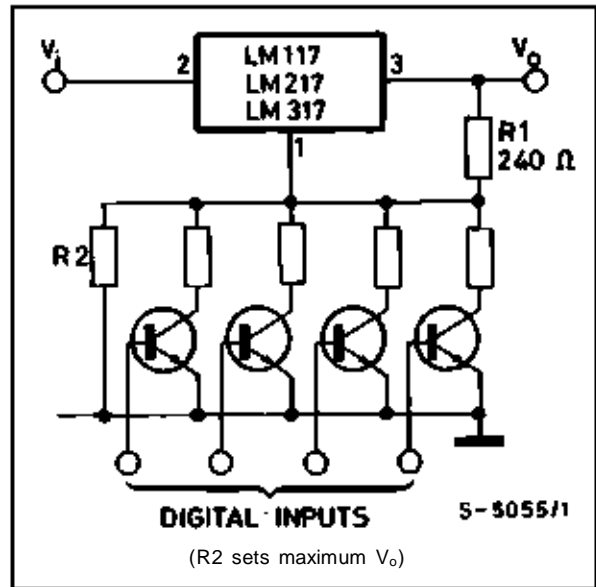 Vi
Vo
2
LM117
LM217
LM317
3
1
R1
240 Ω
R2
DIGITAL INPUTS
S-5055/1
(R2 sets maximum Vo)